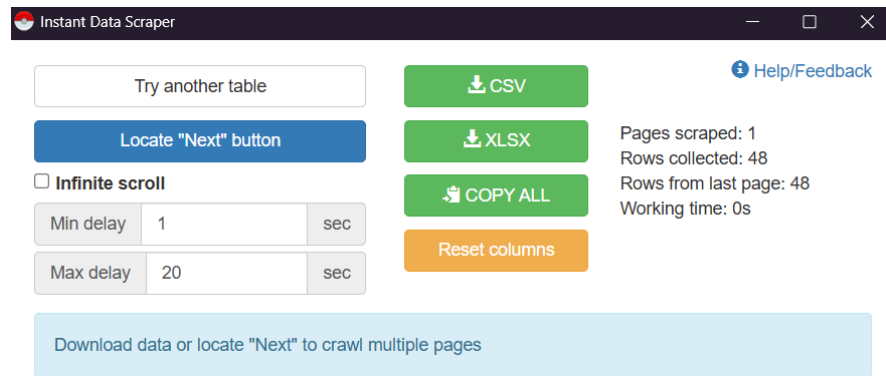 Instant Data Scraper
Try another table
Locate "Next" button
Infinite scroll
Min delay 1 sec
Max delay 20 sec
CSV
XLSX
COPY ALL
Reset columns
Help/Feedback
Pages scraped: 1
Rows collected: 48
Rows from last page: 48
Working time: 0s
Download data or locate "Next" to crawl multiple pages